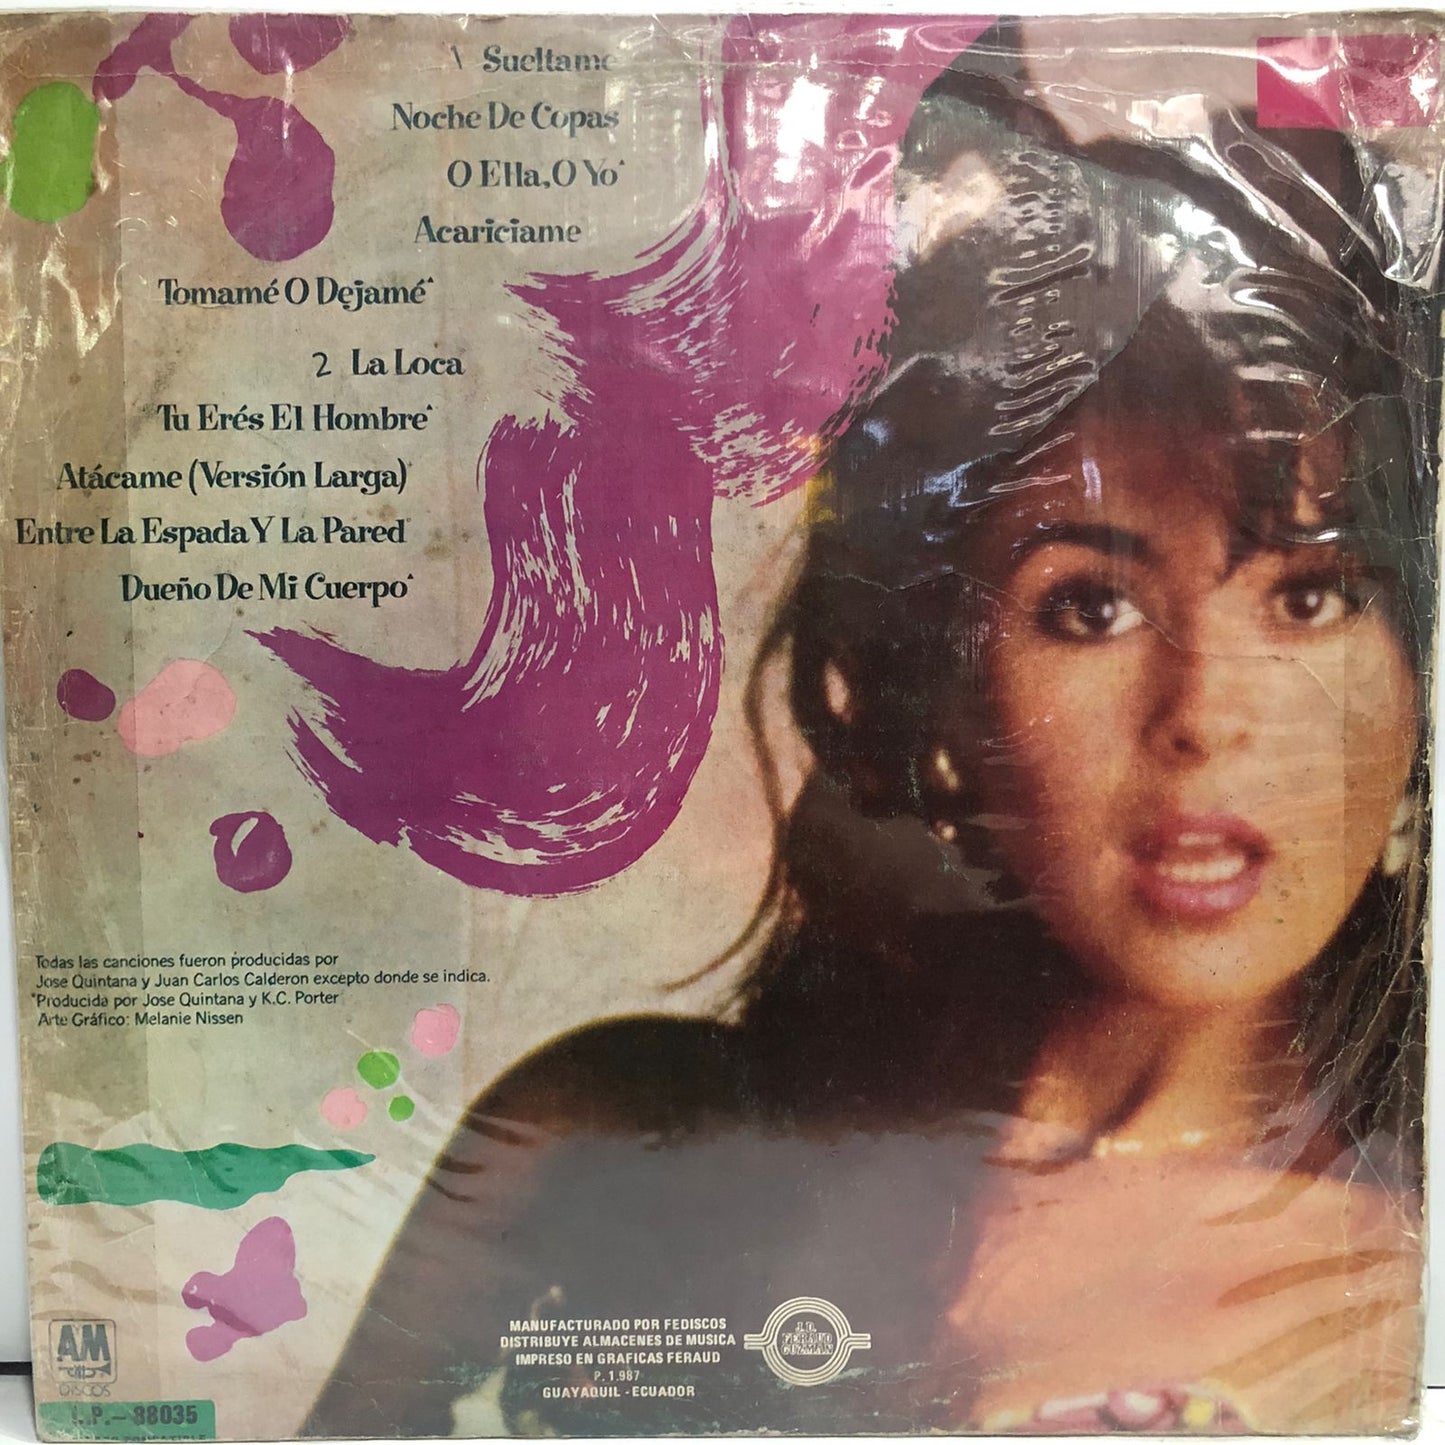 1 Sueltame
Noche De Copas
O Ella, O Yo*
Acariciame
Tomamé O Dejamé*
2 La Loca
Tu Erés El Hombre*
Atácame (Versión Larga)*
Entre La Espada Y La Pared*
Dueño De Mi Cuerpo*
Todas las canciones fueron producidas por
Jose Quintana y Juan Carlos Calderon excepto donde se indica.
*Producida por Jose Quintana y K.C. Porter
Arte Gráfico: Melanie Nissen
MANUFACTURADO POR FEDISCOS
DISTRIBUYE ALMACENES DE MUSICA
IMPRESO EN GRAFICAS FERAUD
P. 1.987
GUAYAQUIL - ECUADOR
J.D.
FERAUD
GUZMAN
AM
DISCOS
L.P.- 88035